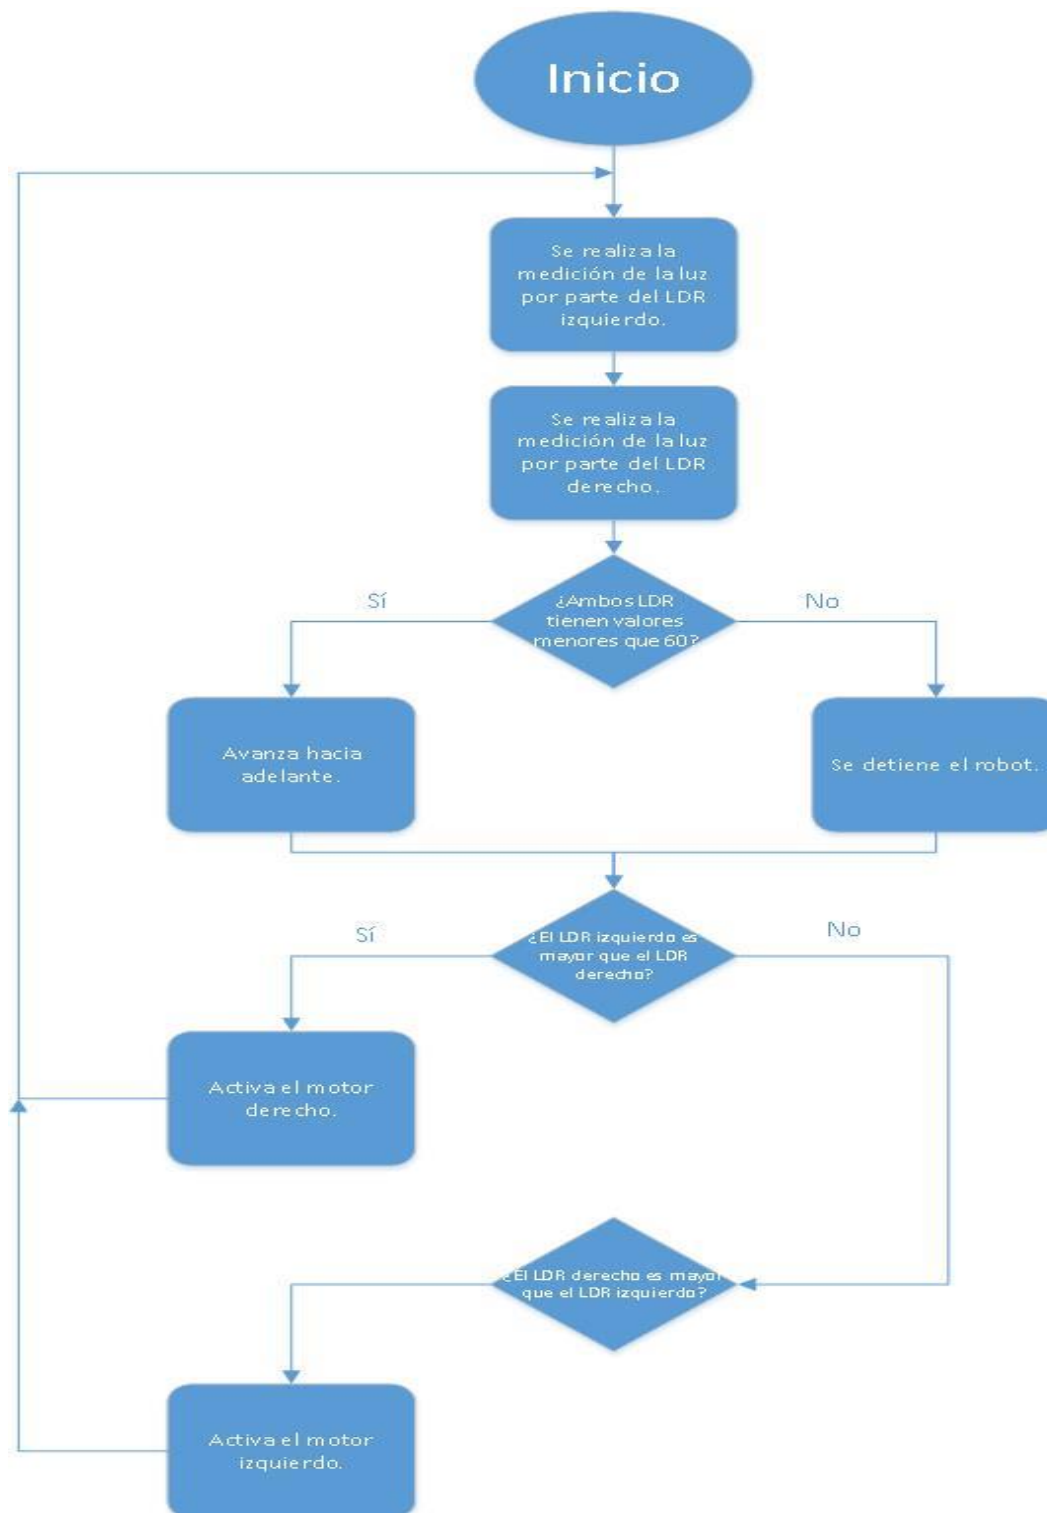 Inicio
Se realiza la
medición de la luz
por parte del LDR
izquierdo.
Se realiza la
medición de la luz
por parte del LDR
derecho.
¿Ambos LDR
tienen valores
menores que 60?
Sí
No
Avanza hacia
adelante.
Se detiene el robot.
¿El LDR izquierdo es
mayor que el LDR
derecho?
Sí
No
Activa el motor
derecho.
¿El LDR derecho es mayor
que el LDR izquierdo?
Activa el motor
izquierdo.